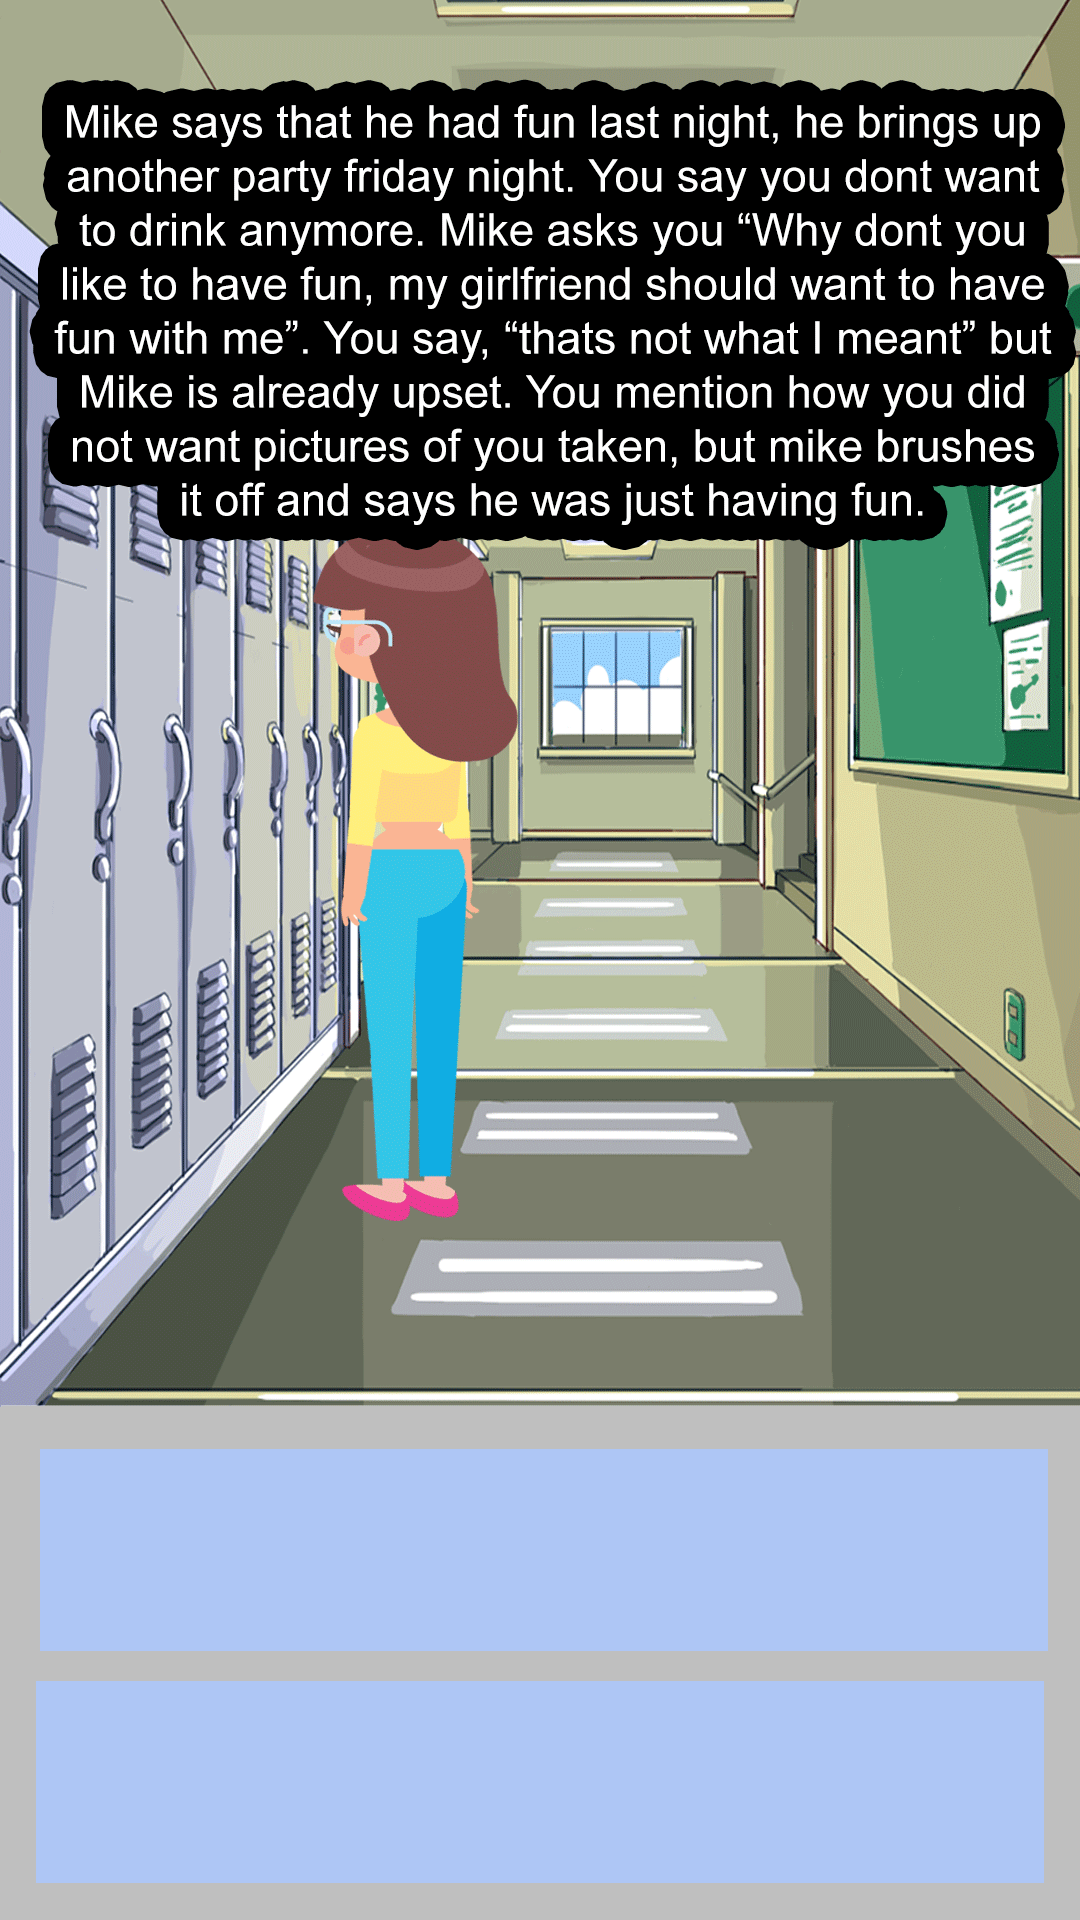 Mike says that he had fun last night, he brings up
another party friday night. You say you dont want
to drink anymore. Mike asks you “Why dont you
like to have fun, my girlfriend should want to have
fun with me”. You say, “thats not what I meant” but
Mike is already upset. You mention how you did
not want pictures of you taken, but mike brushes
it off and says he was just having fun.